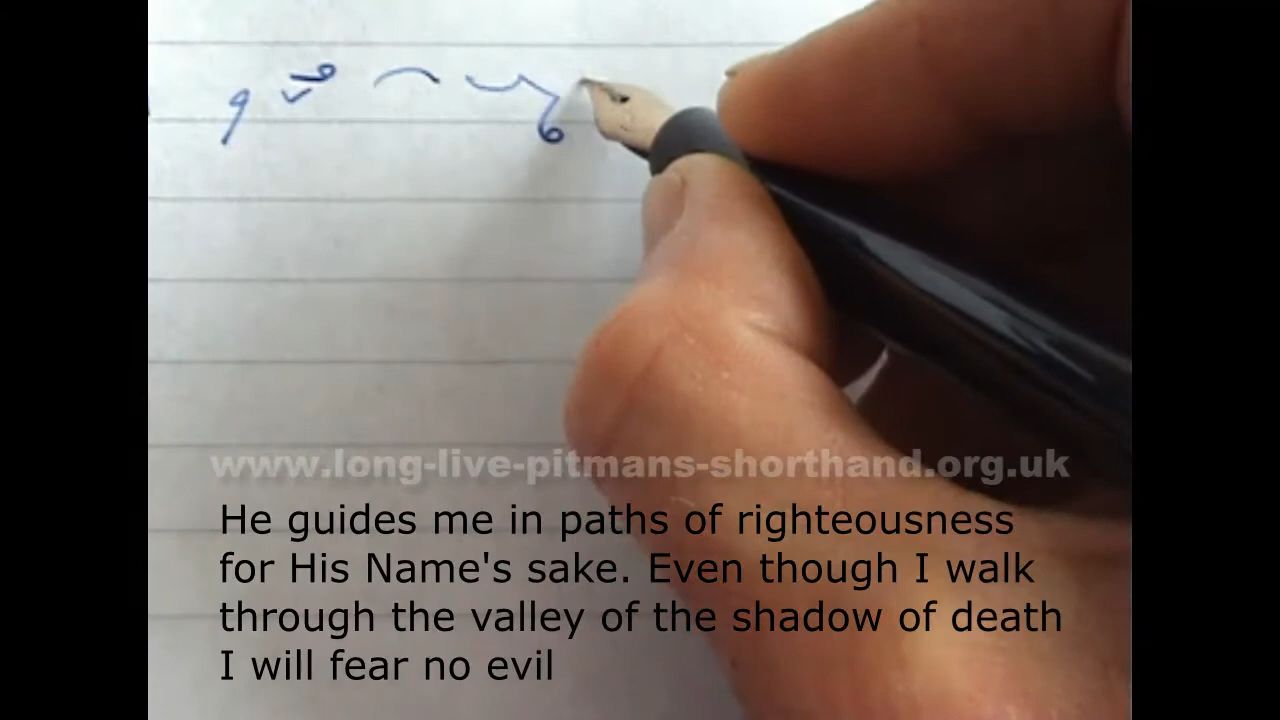 www.long-live-pitmans-shorthand.org.uk
He guides me in paths of righteousness
for His Name's sake. Even though I walk
through the valley of the shadow of death
I will fear no evil